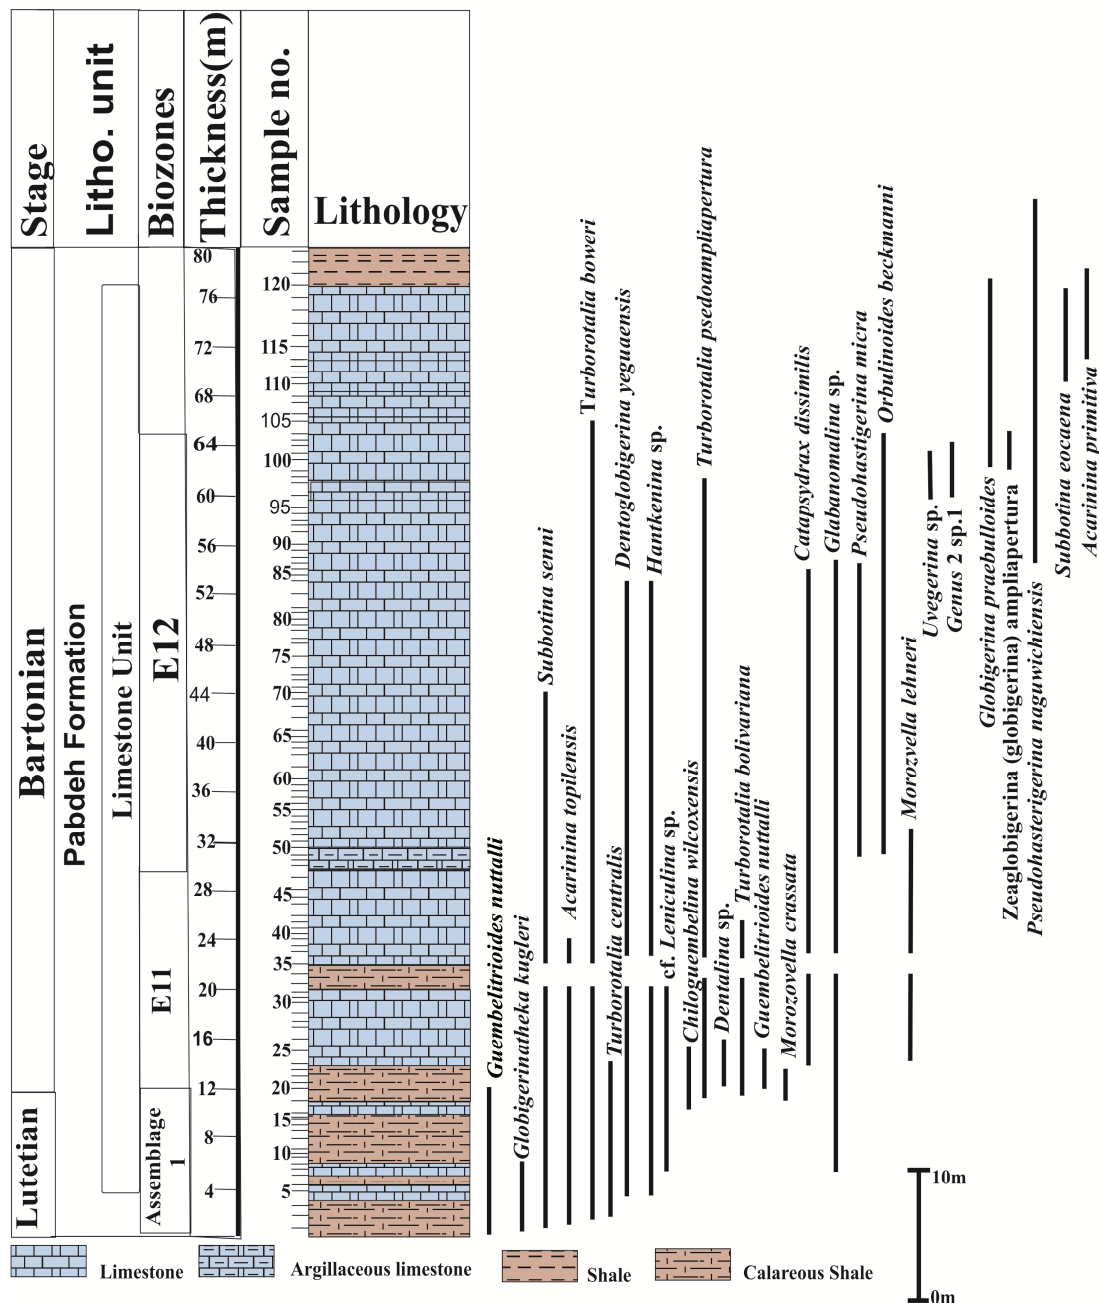 Stage
Litho. unit
Biozones
Thickness(m)
Sample no.
Lithology
Bartonian
Lutetian
Pabdeh Formation
Limestone Unit
E12
E11
Assemblage
1
80
76
72
68
64
60
56
52
48
44
40
36
32
28
24
20
16
12
8
4
120
115
110
105
100
95
90
85
80
75
70
65
60
55
50
45
40
35
30
25
20
15
10
5
Guembelitrioides nuttalli
Globigerinatheka kugleri
Subbotina senni
Acarinina topilensis
Turborotalia boweri
Turborotalia centralis
Dentoglobigerina yeguaensis
Hantkenina sp.
cf. Leniculina sp.
Chiloguembelina wilcoxensis
Turborotalia psedoampliapertura
Dentalina sp.
Turborotalia bolivariana
Guembelitrioides nuttalli
Morozovella crassata
Catapsydrax dissimilis
Glabanomalina sp.
Pseudohastigerina micra
Orbulinoides beckmanni
Morozvella lehneri
Uvegerina sp.
Genus 2 sp.1
Globigerina praebulloides
Zeaglobigerina (globigerina) ampliapertura
Pseudohasterigerina naguwichiensis
Subbotina eocaena
Acarinina primitiva
10m
0m
Limestone
Argillaceous limestone
Shale
Calareous Shale